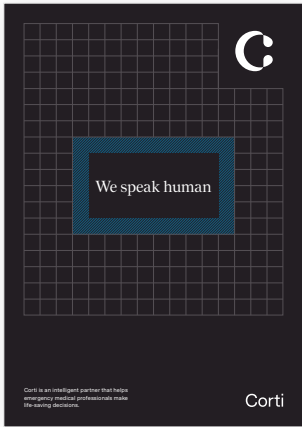 We speak human
Corti is an intelligent partner that helps
emergency medical professionals make
life-saving decisions.
Corti